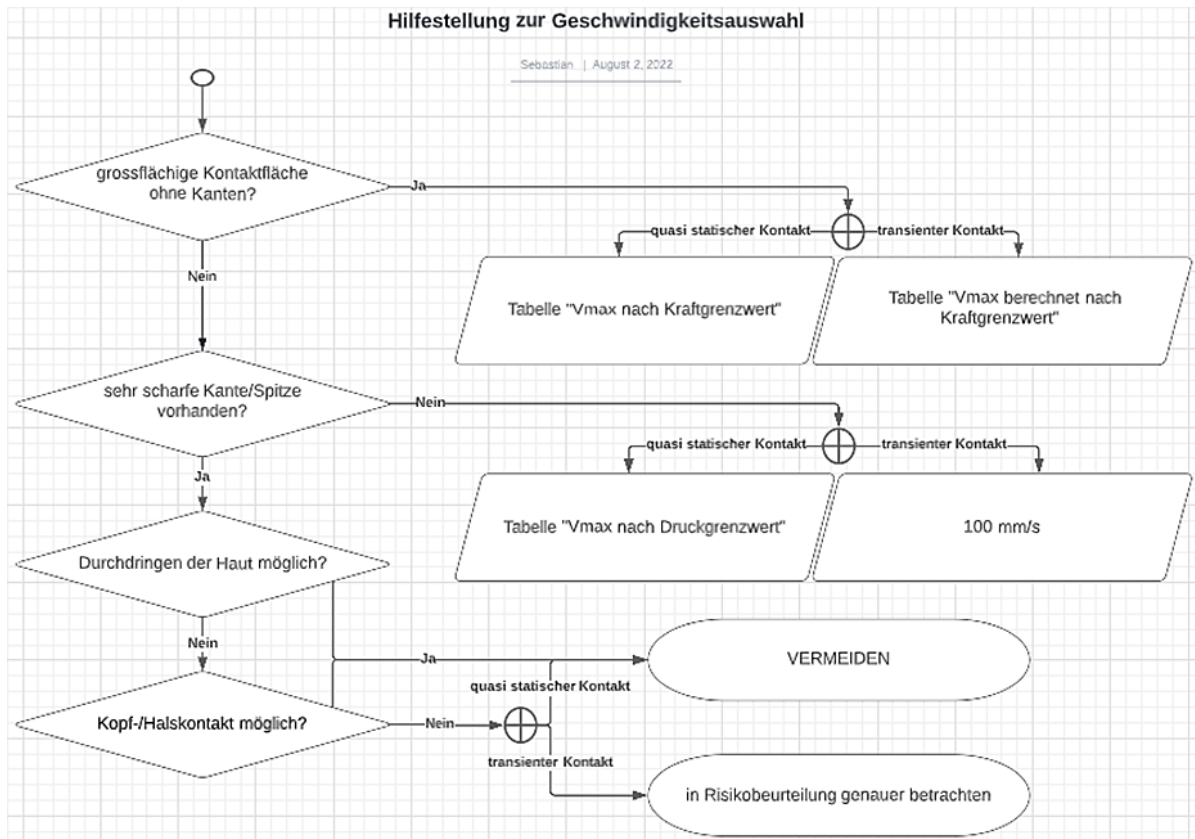 Hilfestellung zur Geschwindigkeitsauswahl
Sebastian | August 2, 2022
grossflächige Kontaktfläche
ohne Kanten?
Ja
quasi statischer Kontakt
transienter Kontakt
Nein
Tabelle "Vmax nach Kraftgrenzwert"
Tabelle "Vmax berechnet nach
Kraftgrenzwert"
sehr scharfe Kante/Spitze
vorhanden?
Nein
quasi statischer Kontakt
transienter Kontakt
Ja
Tabelle "Vmax nach Druckgrenzwert"
100 mm/s
Durchdringen der Haut möglich?
Nein
Ja
VERMEIDEN
quasi statischer Kontakt
Kopf-/Halskontakt möglich?
Nein
transienter Kontakt
in Risikobeurteilung genauer betrachten